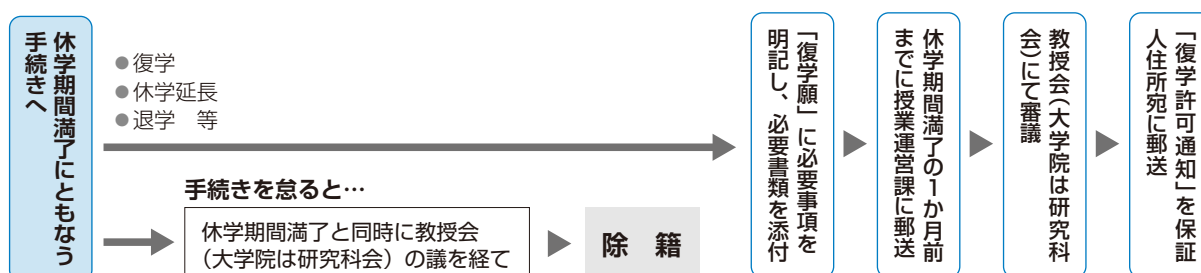 休学期間満了にともなう
手続きへ
●復学
●休学延長
●退学　等
手続きを怠ると…
休学期間満了と同時に教授会
（大学院は研究科会）の議を経て
除　籍
「復学願」に必要事項を
明記し、必要書類を添付
休学期間満了の1か月前
までに授業運営課に郵送
教授会（大学院は研究科
会）にて審議
「復学許可通知」を保証
人住所宛に郵送